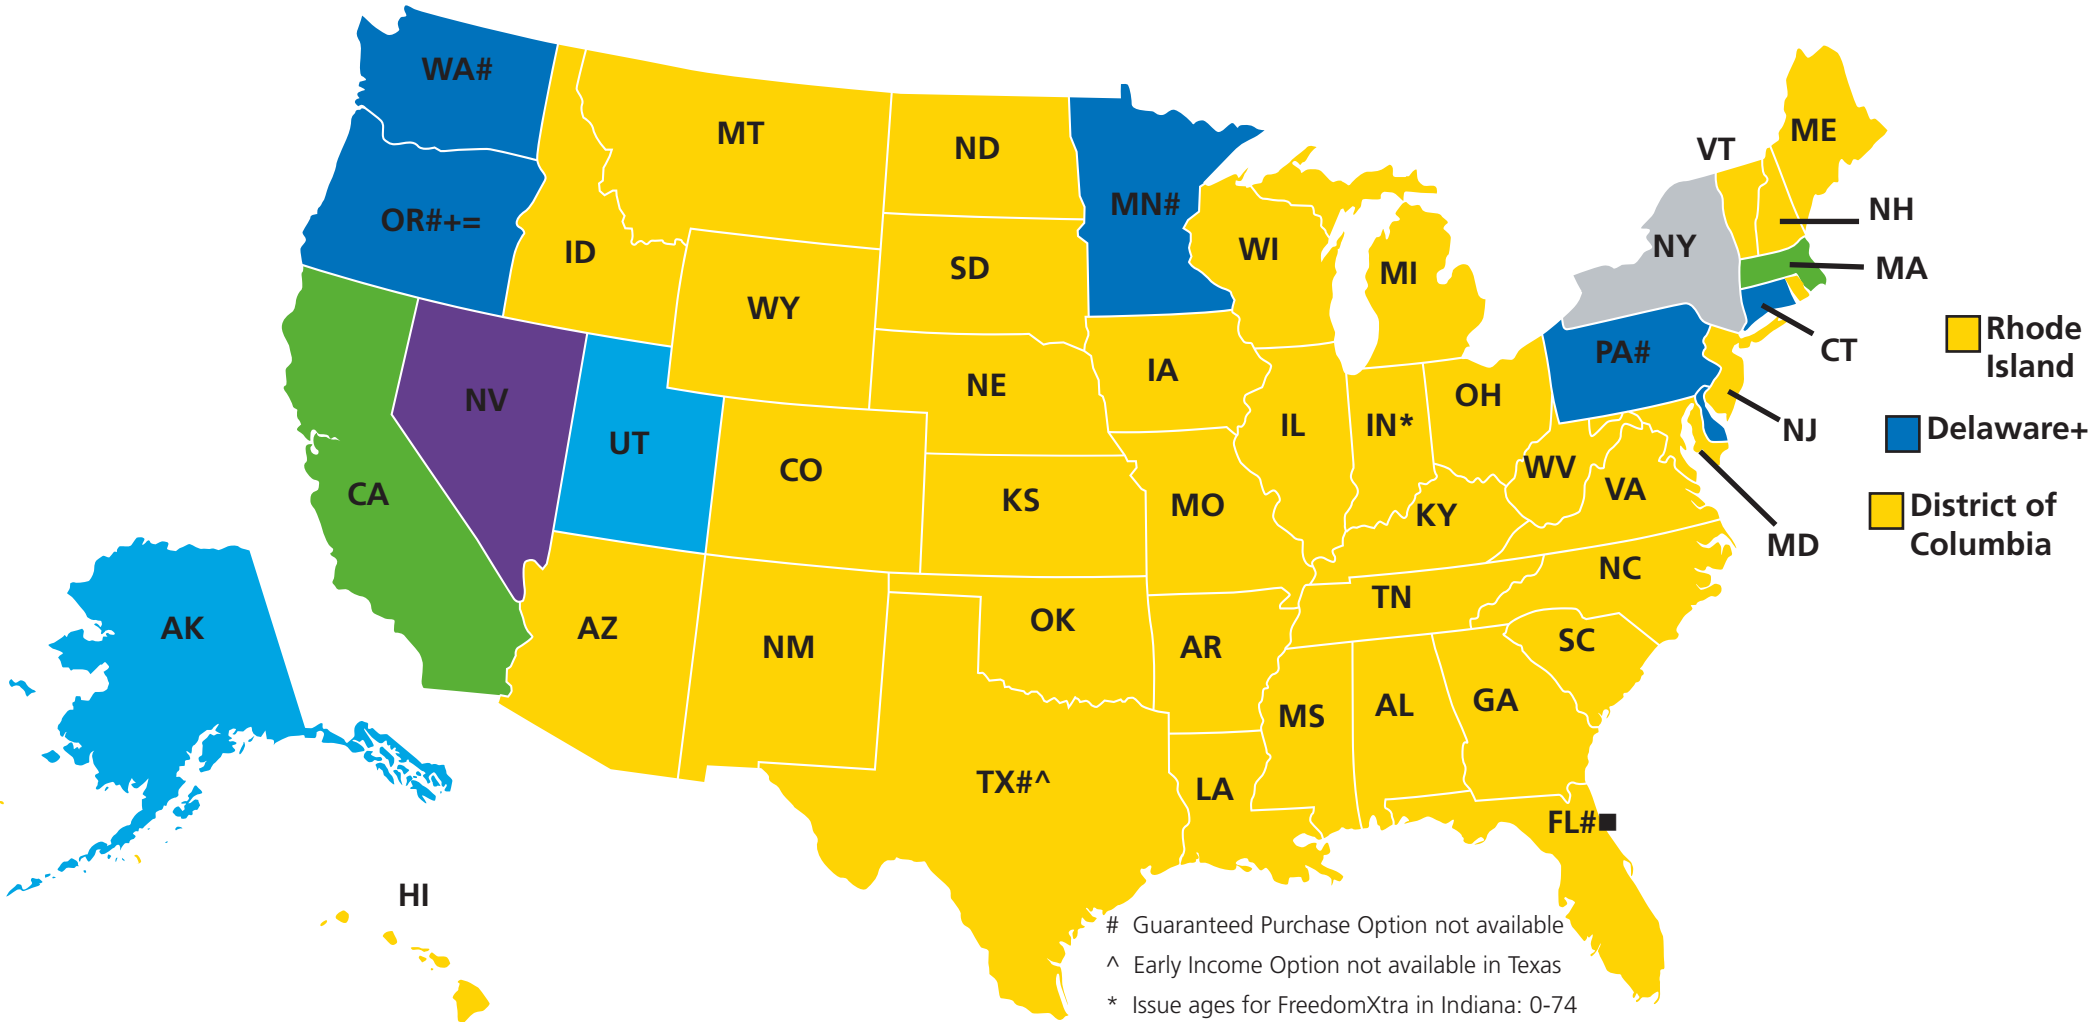 WA#
MT
ND
MN#
VT
ME
NH
OR#+=
ID
SD
WI
MI
NY
MA
WY
CT
Rhode
Island
NV
NE
IA
PA#
OH
NJ
Delaware+
UT
CO
IL
IN*
WV
VA
CA
KS
MO
KY
MD
District of
Columbia
AK
AZ
NM
OK
AR
TN
NC
SC
MS
AL
GA
TX#^
LA
FL#■
HI
# Guaranteed Purchase Option not available
^ Early Income Option not available in Texas
* Issue ages for FreedomXtra in Indiana: 0-74